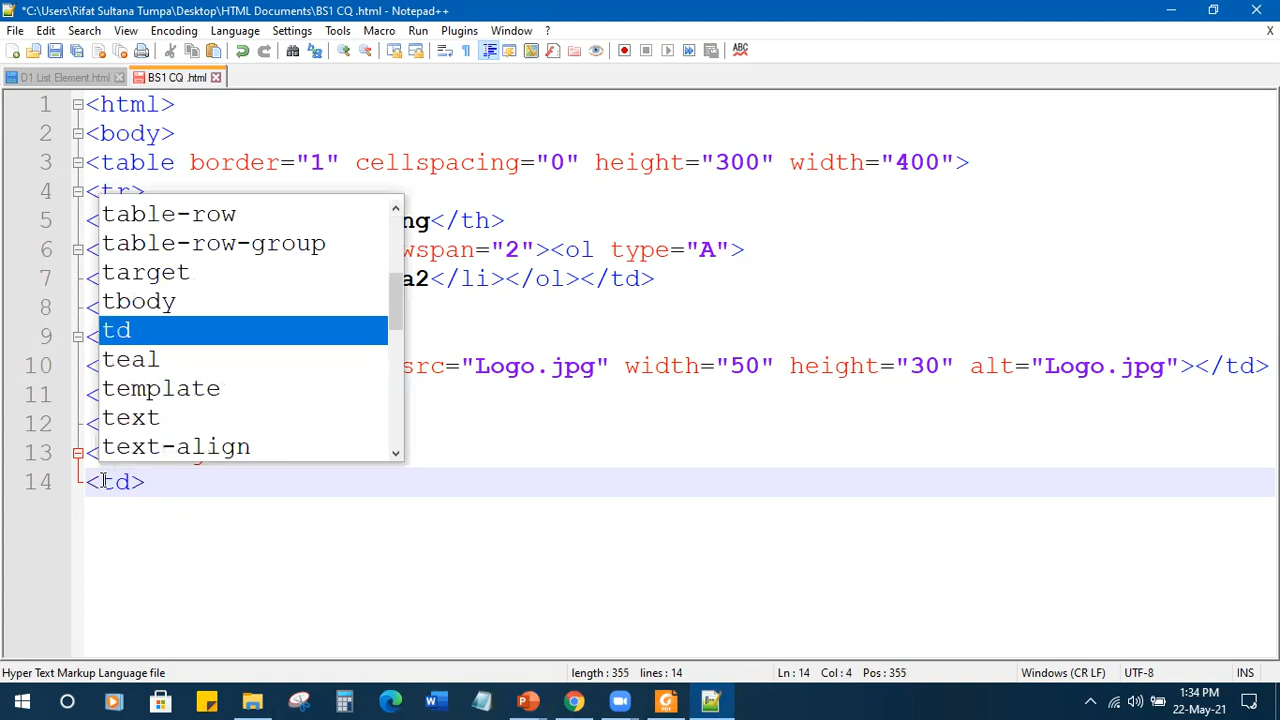 *C:\Users\Rifat Sultana Tumpa\Desktop\HTML Documents\BS1 CQ .html - Notepad++
File Edit Search View Encoding Language Settings Tools Macro Run Plugins Window ? X
D1 List Element.html BS1 CQ .html
1 <html>
2 <body>
3 <table border="1" cellspacing="0" height="300" width="400">
4 <tr>
5 < ng</th>
6 < wspan="2"><ol type="A">
7 < a2</li></ol></td>
8 <
9 <
10 < src="Logo.jpg" width="50" height="30" alt="Logo.jpg"></td>
11 <
12 <
13 <
14 <td>
table-row
table-row-group
target
tbody
td
teal
template
text
text-align
Hyper Text Markup Language file length : 355 lines : 14 Ln : 14 Col : 4 Pos : 355 Windows (CR LF) UTF-8 INS
1:34 PM
22-May-21